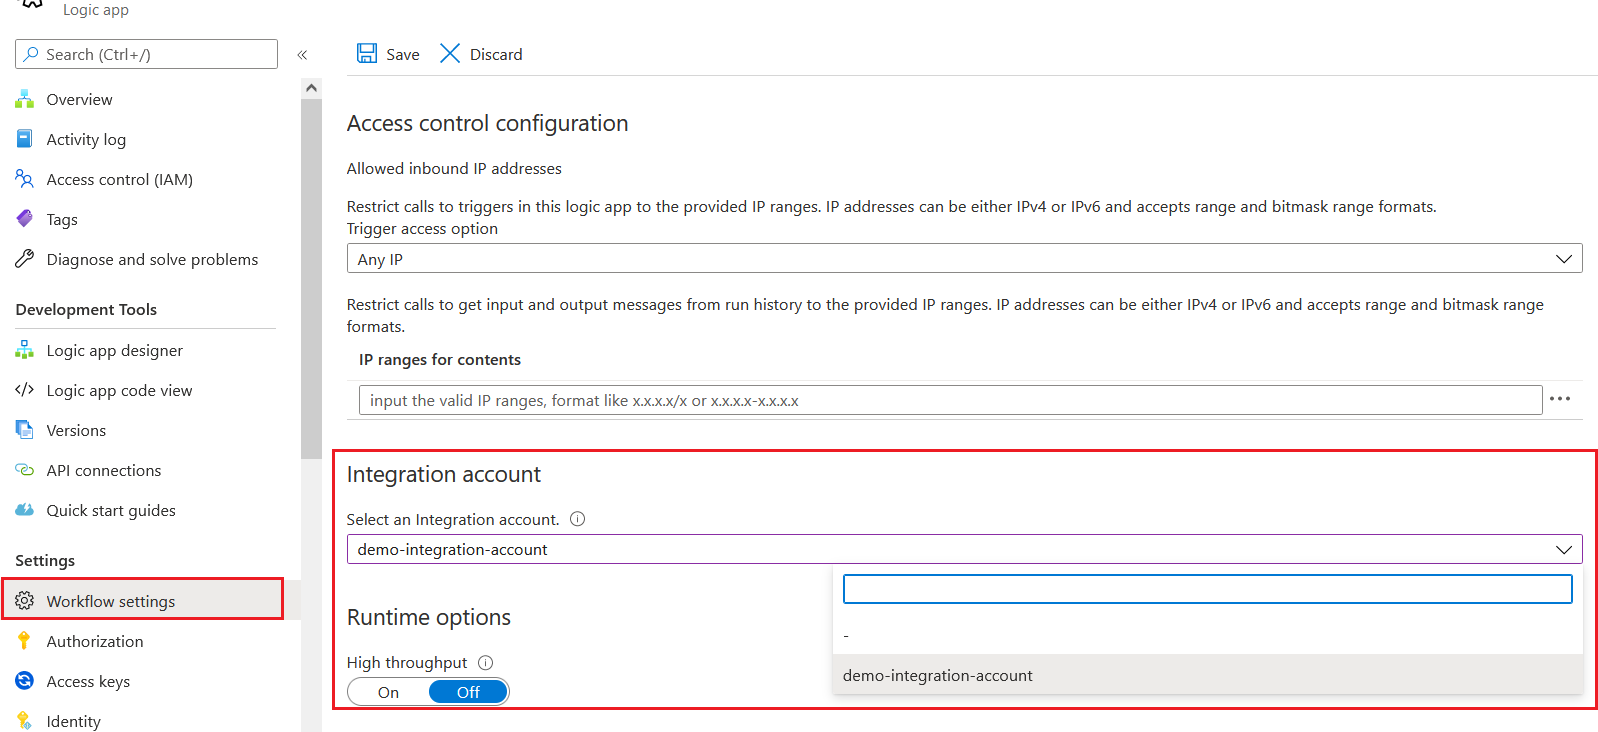 Logic app
Search (Ctrl+/)
«
Overview
Activity log
Access control (IAM)
Tags
Diagnose and solve problems
Development Tools
Logic app designer
Logic app code view
Versions
API connections
Quick start guides
Settings
Workflow settings
Authorization
Access keys
Identity
Save Discard
Access control configuration
Allowed inbound IP addresses
Restrict calls to triggers in this logic app to the provided IP ranges. IP addresses can be either IPv4 or IPv6 and accepts range and bitmask range formats.
Trigger access option
Any IP
Restrict calls to get input and output messages from run history to the provided IP ranges. IP addresses can be either IPv4 or IPv6 and accepts range and bitmask range
formats.
IP ranges for contents
input the valid IP ranges, format like x.x.x.x/x or x.x.x.x-x.x.x.x
Integration account
Select an Integration account.
demo-integration-account
-
demo-integration-account
Runtime options
High throughput
On Off